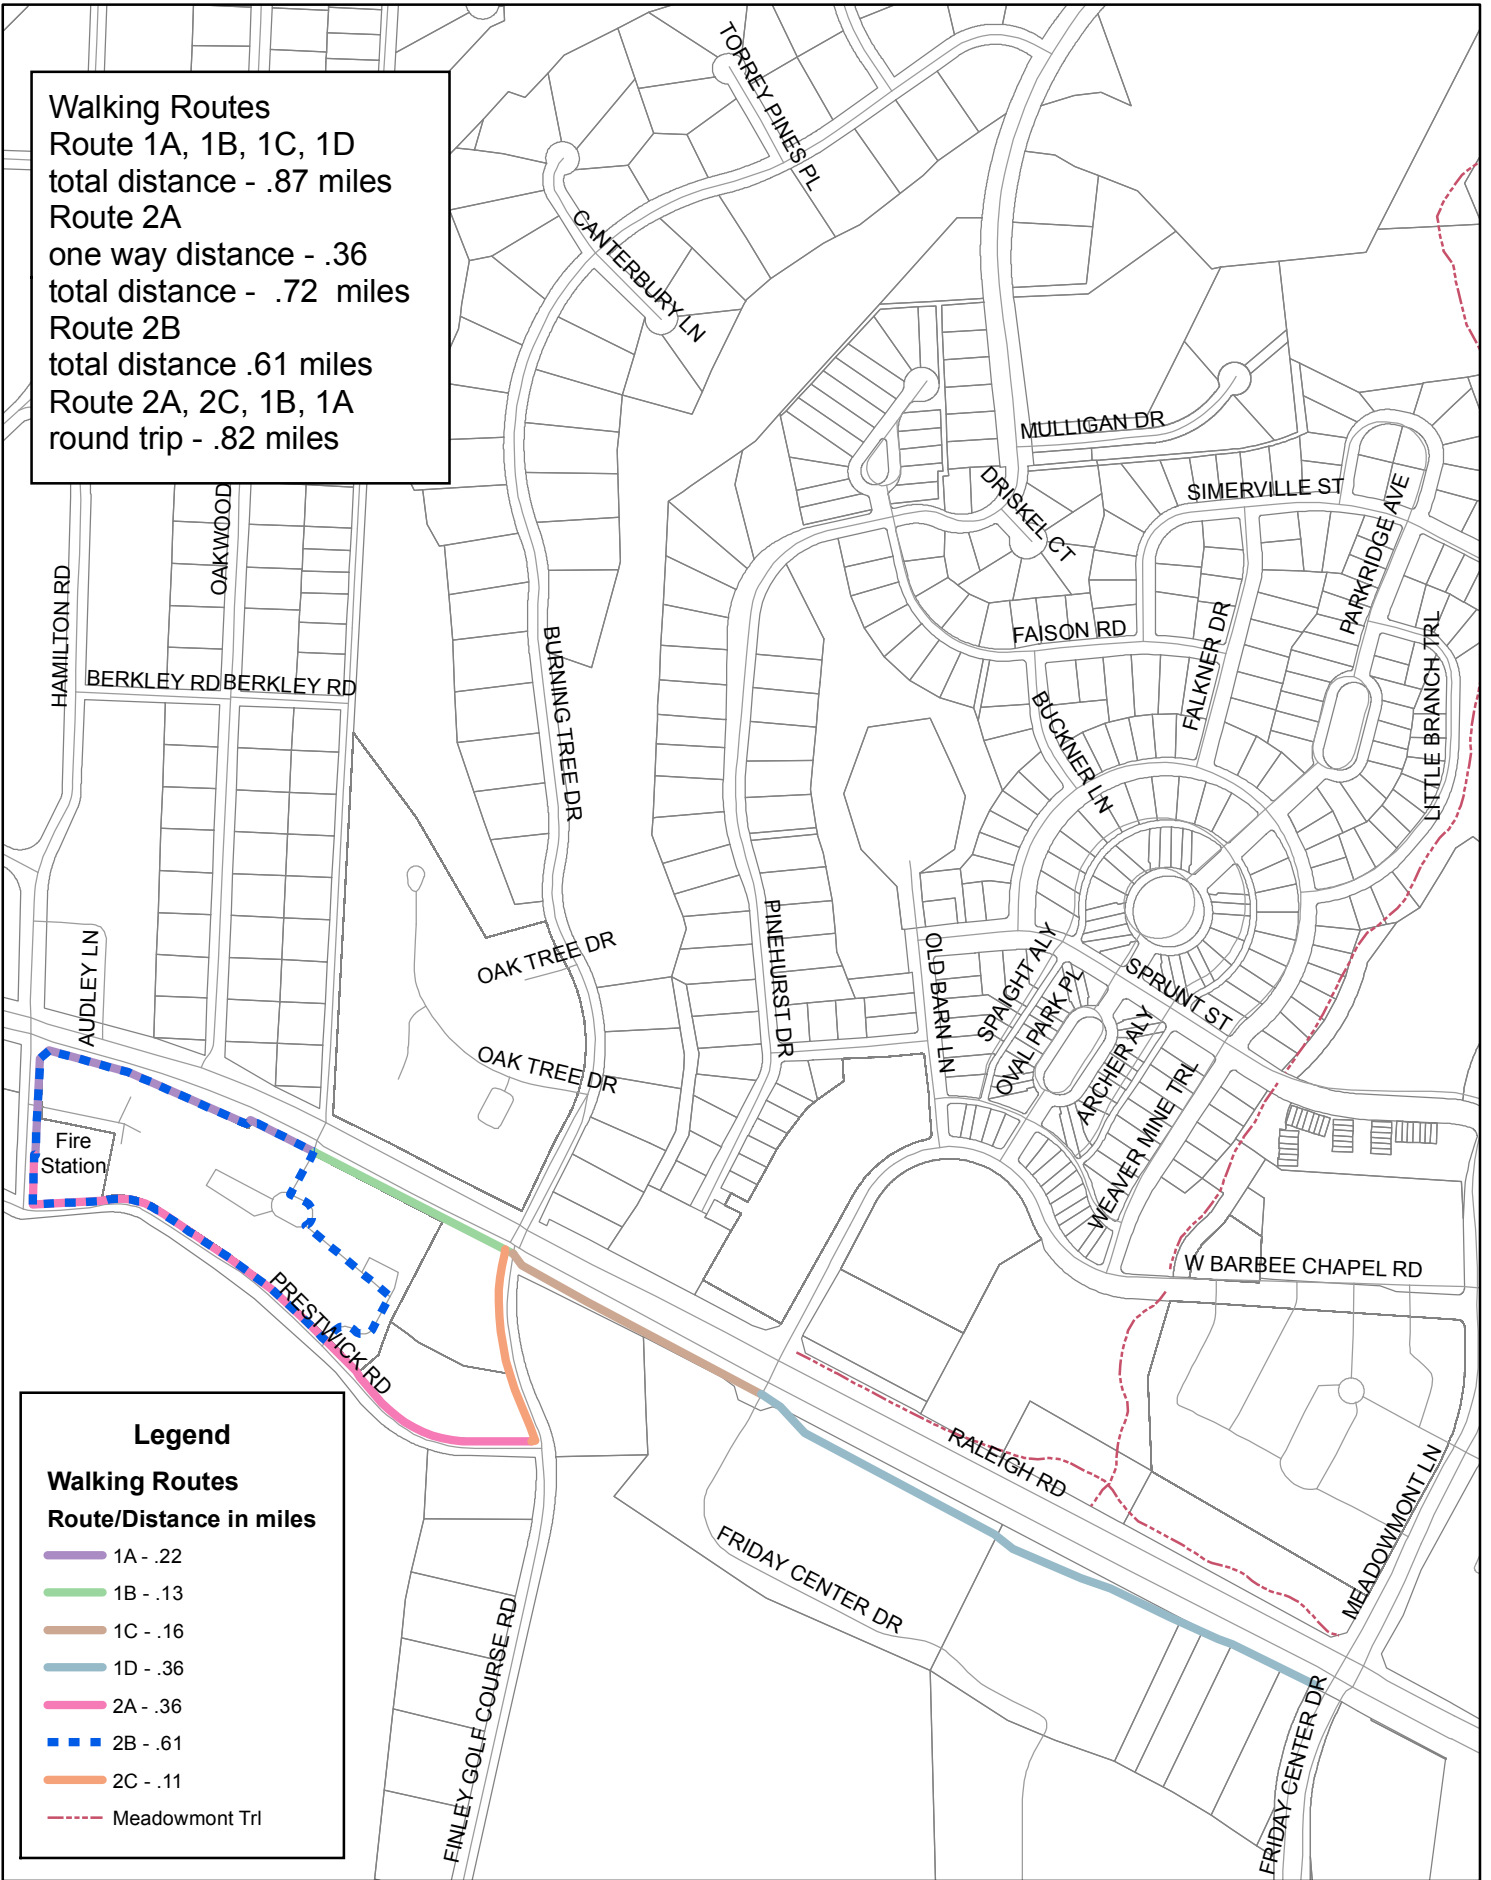 Walking Routes
Route 1A, 1B, 1C, 1D
total distance - .87 miles
Route 2A
one way distance - .36
total distance -  .72  miles
Route 2B
total distance .61 miles
Route 2A, 2C, 1B, 1A
round trip - .82 miles
TORREY PINES PL
CANTERBURY LN
MULLIGAN DR
DRISKEL CT
SIMERVILLE ST
PARKRIDGE AVE
OAKWOOD
HAMILTON RD
FAISON RD
FALKNER DR
LITTLE BRANCH TRL
BERKLEY RD
BERKLEY RD
BURNING TREE DR
BUCKNER LN
AUDLEY LN
OAK TREE DR
PINEHURST DR
OLD BARN LN
SPAIGHT ALY
OVAL PARK PL
SPRUNT ST
ARCHER ALY
OAK TREE DR
WEAVER MINE TRL
Fire
Station
W BARBEE CHAPEL RD
PRESTWICK RD
RALEIGH RD
MEADOWMONT LN
FRIDAY CENTER DR
FINLEY GOLF COURSE RD
FRIDAY CENTER DR
Legend
Walking Routes
Route/Distance in miles
1A - .22
1B - .13
1C - .16
1D - .36
2A - .36
2B - .61
2C - .11
Meadowmont Trl